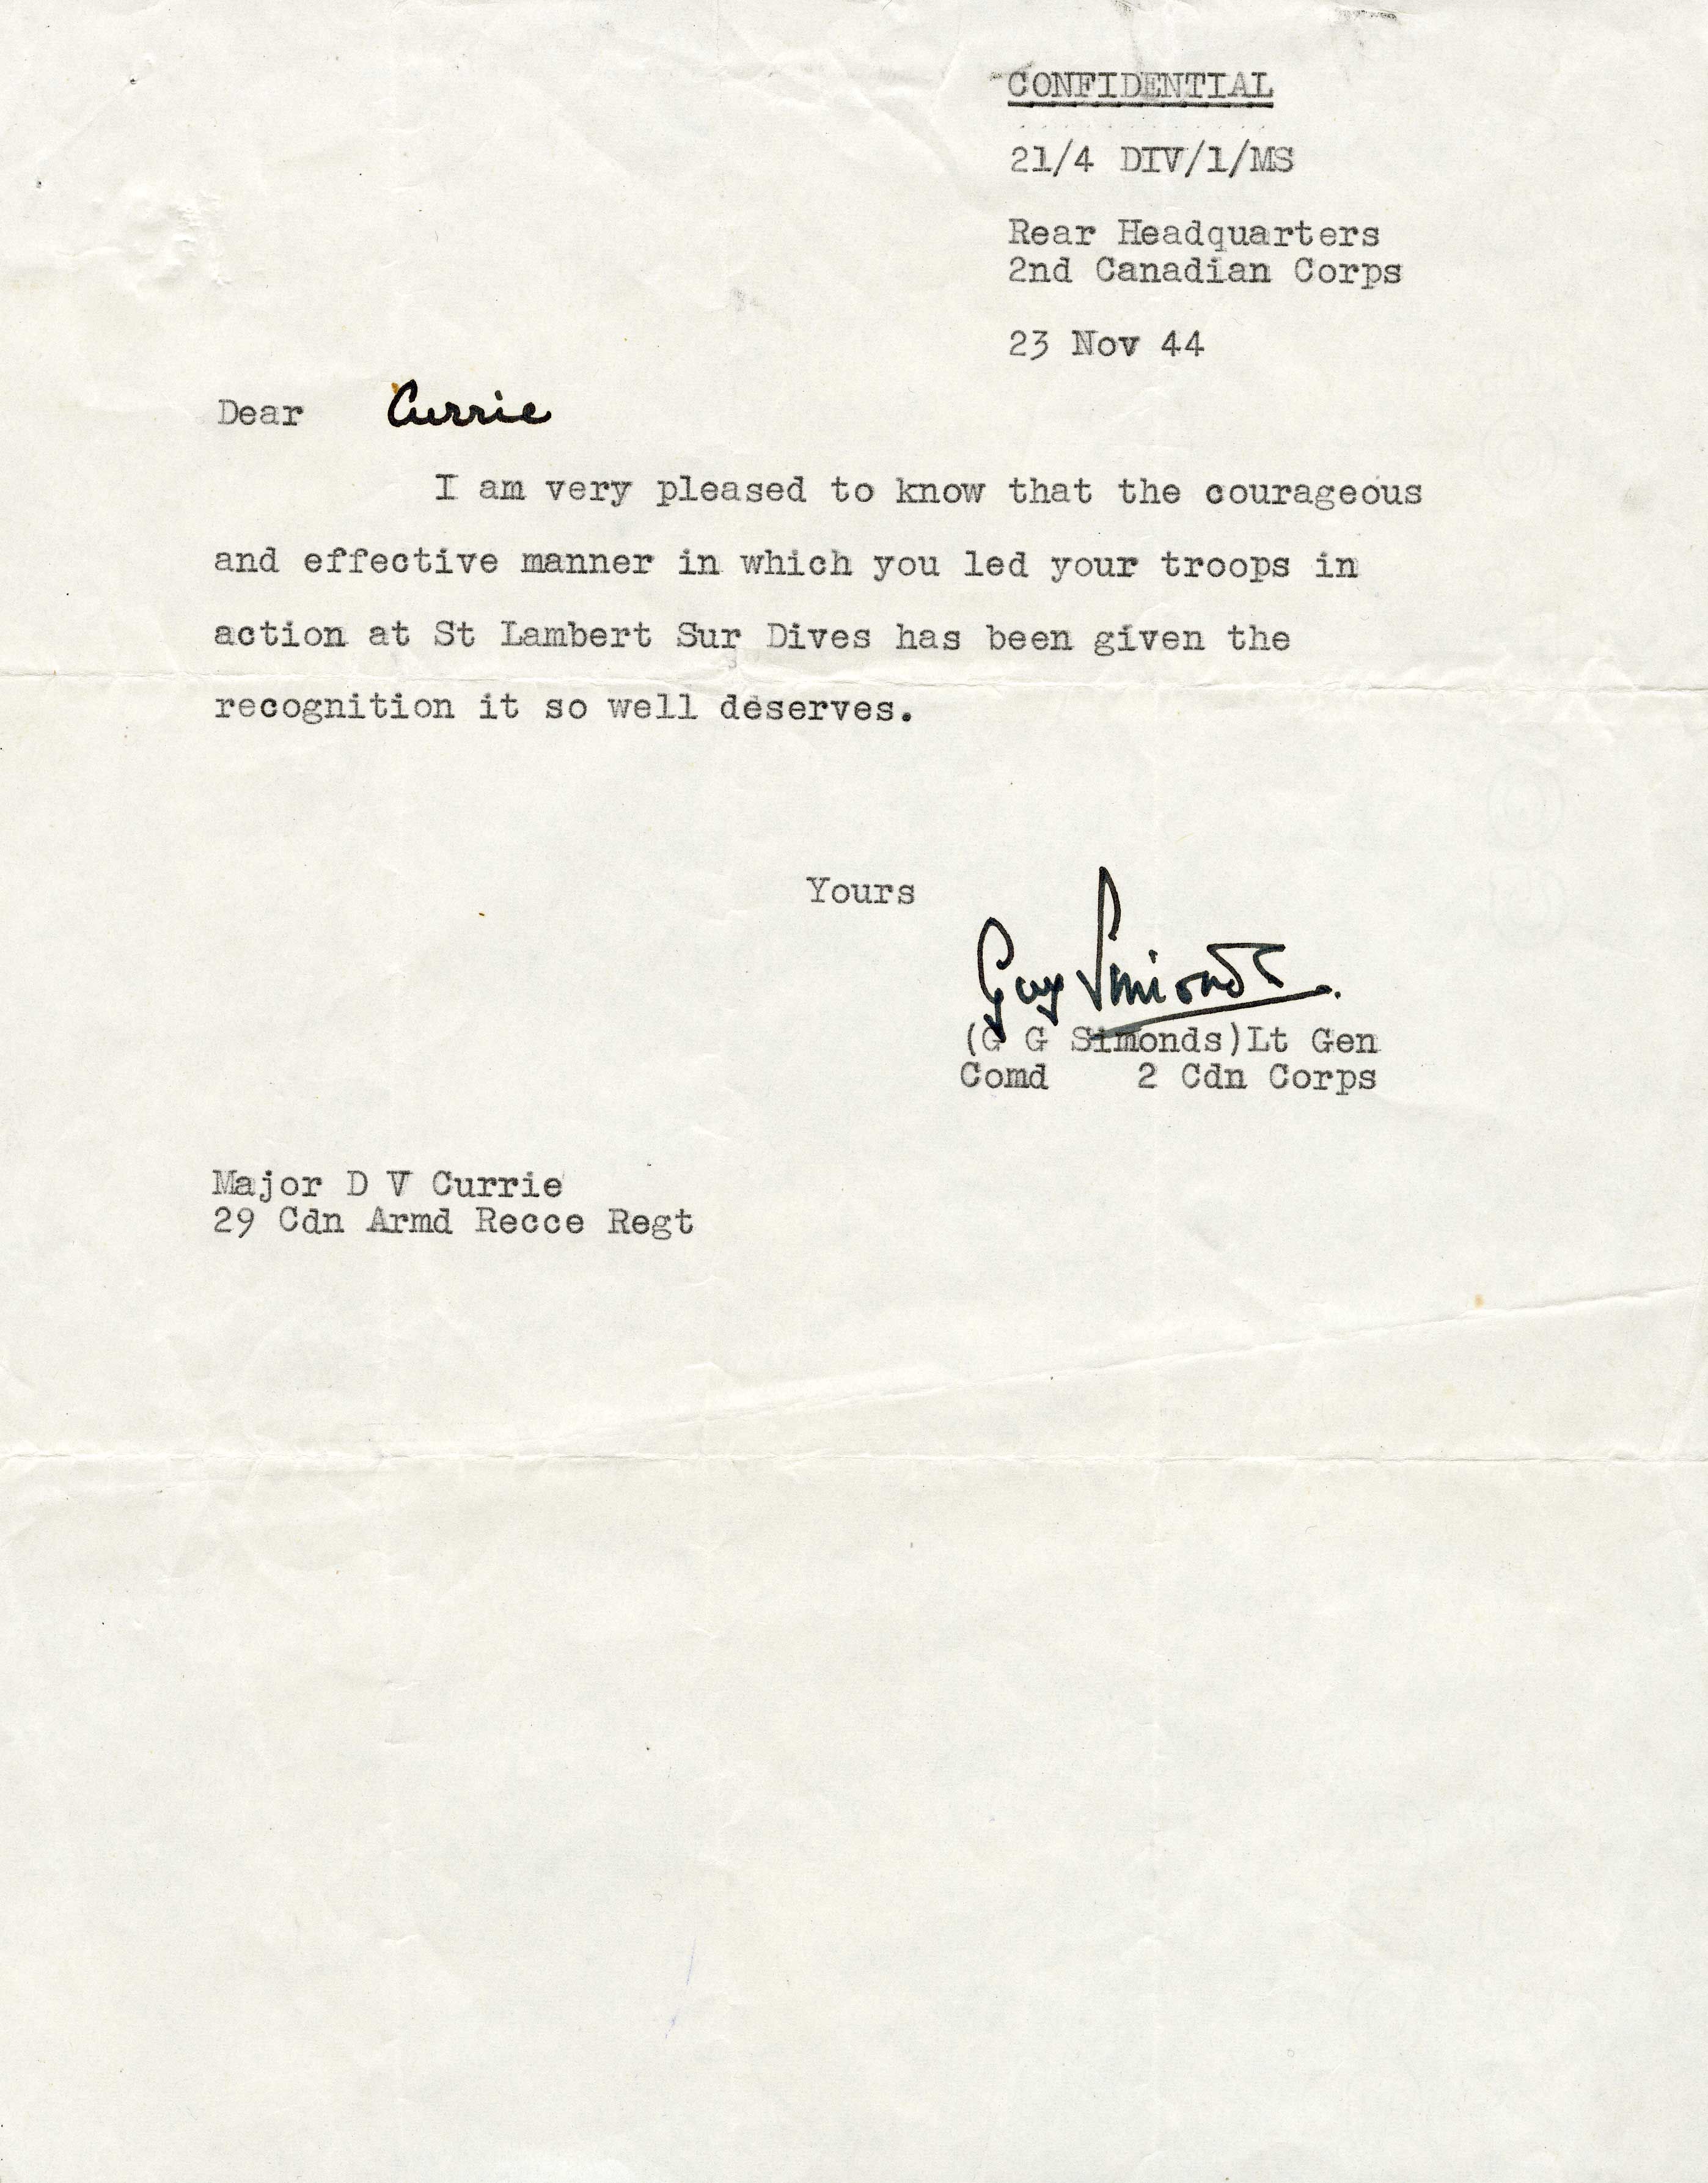 CONFIDENTIAL
21/4 DIV/1/MS
Rear Headquarters
2nd Canadian Corps
23 Nov 44
Dear Currie
I am very pleased to know that the courageous
and effective manner in which you led your troops in
action at St Lambert Sur Dives has been given the
recognition it so well deserves.
Yours
Guy Simonds.
(G G Simonds)Lt Gen
Comd 2 Cdn Corps
Major D V Currie
29 Cdn Armd Recce Regt